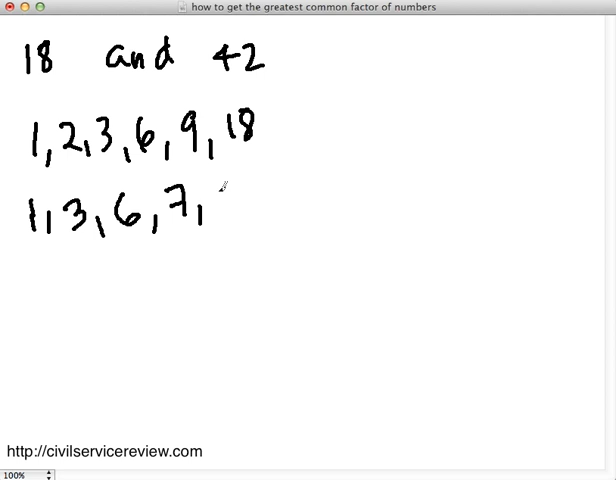 how to get the greatest common factor of numbers
18 and 42
1, 2, 3, 6, 9, 18
1, 3, 6, 7,
http://civilservicereview.com
100%